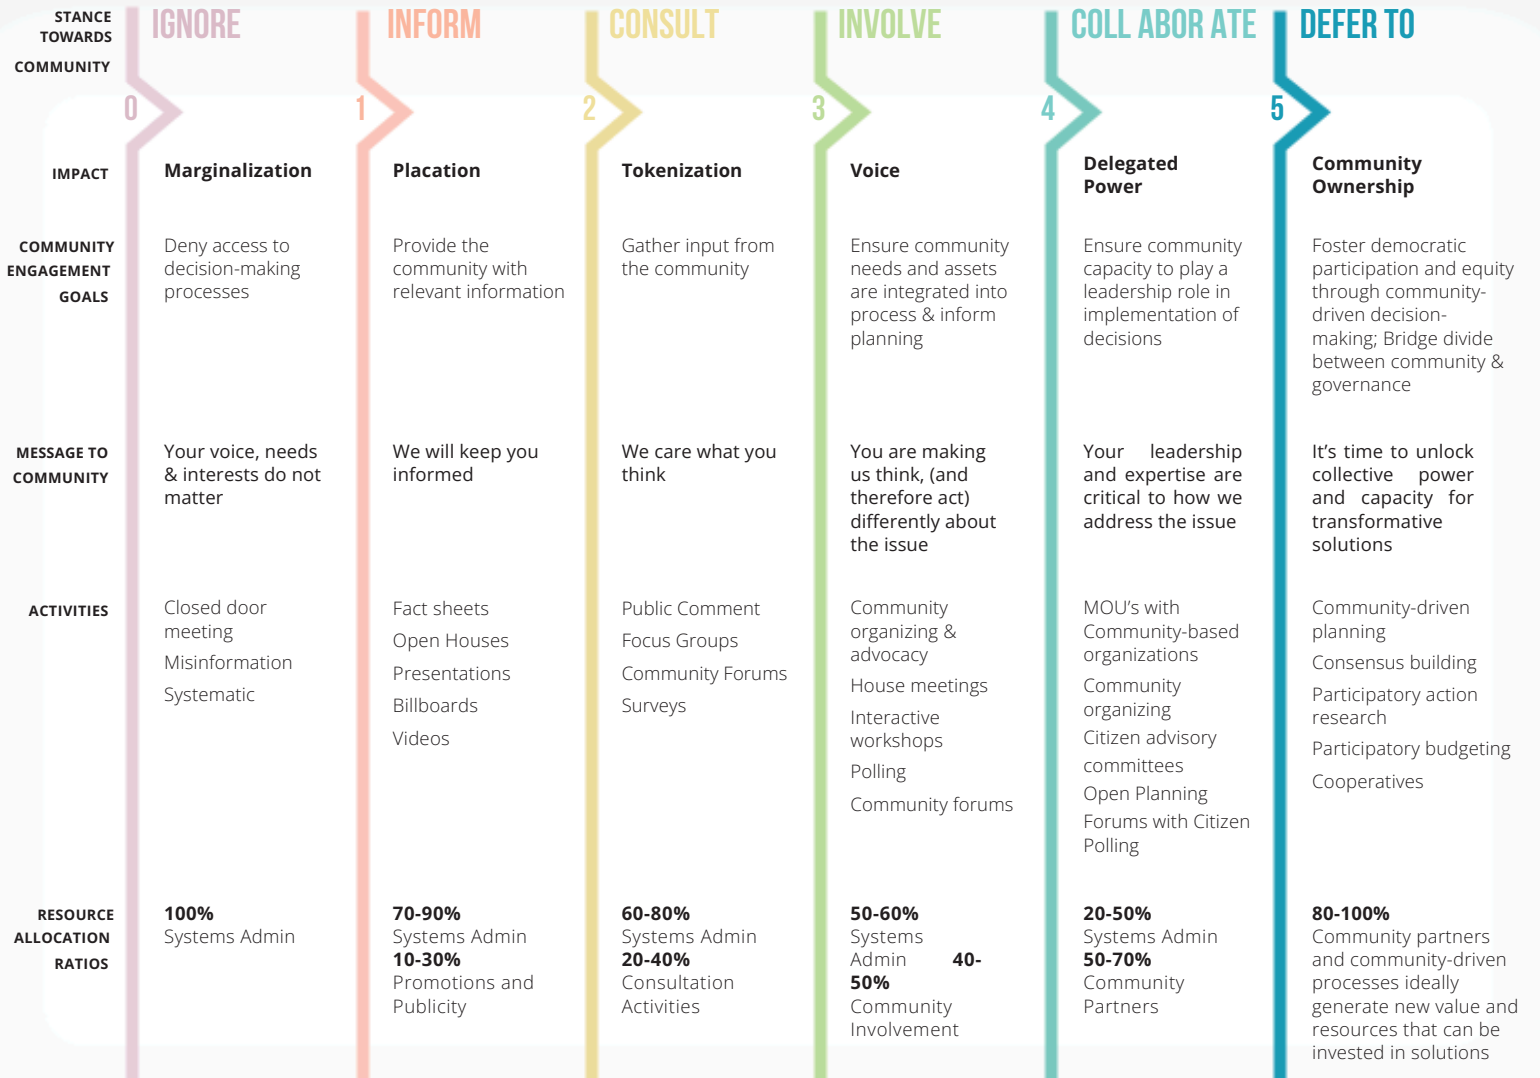 STANCE
TOWARDS
COMMUNITY
IGNORE
INFORM
CONSULT
INVOLVE
COLL ABOR ATE
DEFER TO
0
1
2
3
4
5
IMPACT
Marginalization
Placation
Tokenization
Voice
Delegated
Power
Community
Ownership
COMMUNITY
ENGAGEMENT
GOALS
Deny access to
decision-making
processes
Provide the
community with
relevant information
Gather input from
the community
Ensure community
needs and assets
are integrated into
process & inform
planning
Ensure community
capacity to play a
leadership role in
implementation of
decisions
Foster democratic
participation and equity
through community-
driven decision-
making; Bridge divide
between community &
governance
MESSAGE TO
COMMUNITY
Your voice, needs
& interests do not
matter
We will keep you
informed
We care what you
think
You are making
us think, (and
therefore act)
differently about
the issue
Your leadership
and expertise are
critical to how we
address the issue
It’s time to unlock
collective power
and capacity for
transformative
solutions
ACTIVITIES
Closed door
meeting
Misinformation
Systematic
Fact sheets
Open Houses
Presentations
Billboards
Videos
Public Comment
Focus Groups
Community Forums
Surveys
Community
organizing &
advocacy
House meetings
Interactive
workshops
Polling
Community forums
MOU’s with
Community-based
organizations
Community
organizing
Citizen advisory
committees
Open Planning
Forums with Citizen
Polling
Community-driven
planning
Consensus building
Participatory action
research
Participatory budgeting
Cooperatives
RESOURCE
ALLOCATION
RATIOS
100%
Systems Admin
70-90%
Systems Admin
10-30%
Promotions and
Publicity
60-80%
Systems Admin
20-40%
Consultation
Activities
50-60%
Systems
Admin 40-
50%
Community
Involvement
20-50%
Systems Admin
50-70%
Community
Partners
80-100%
Community partners
and community-driven
processes ideally
generate new value and
resources that can be
invested in solutions